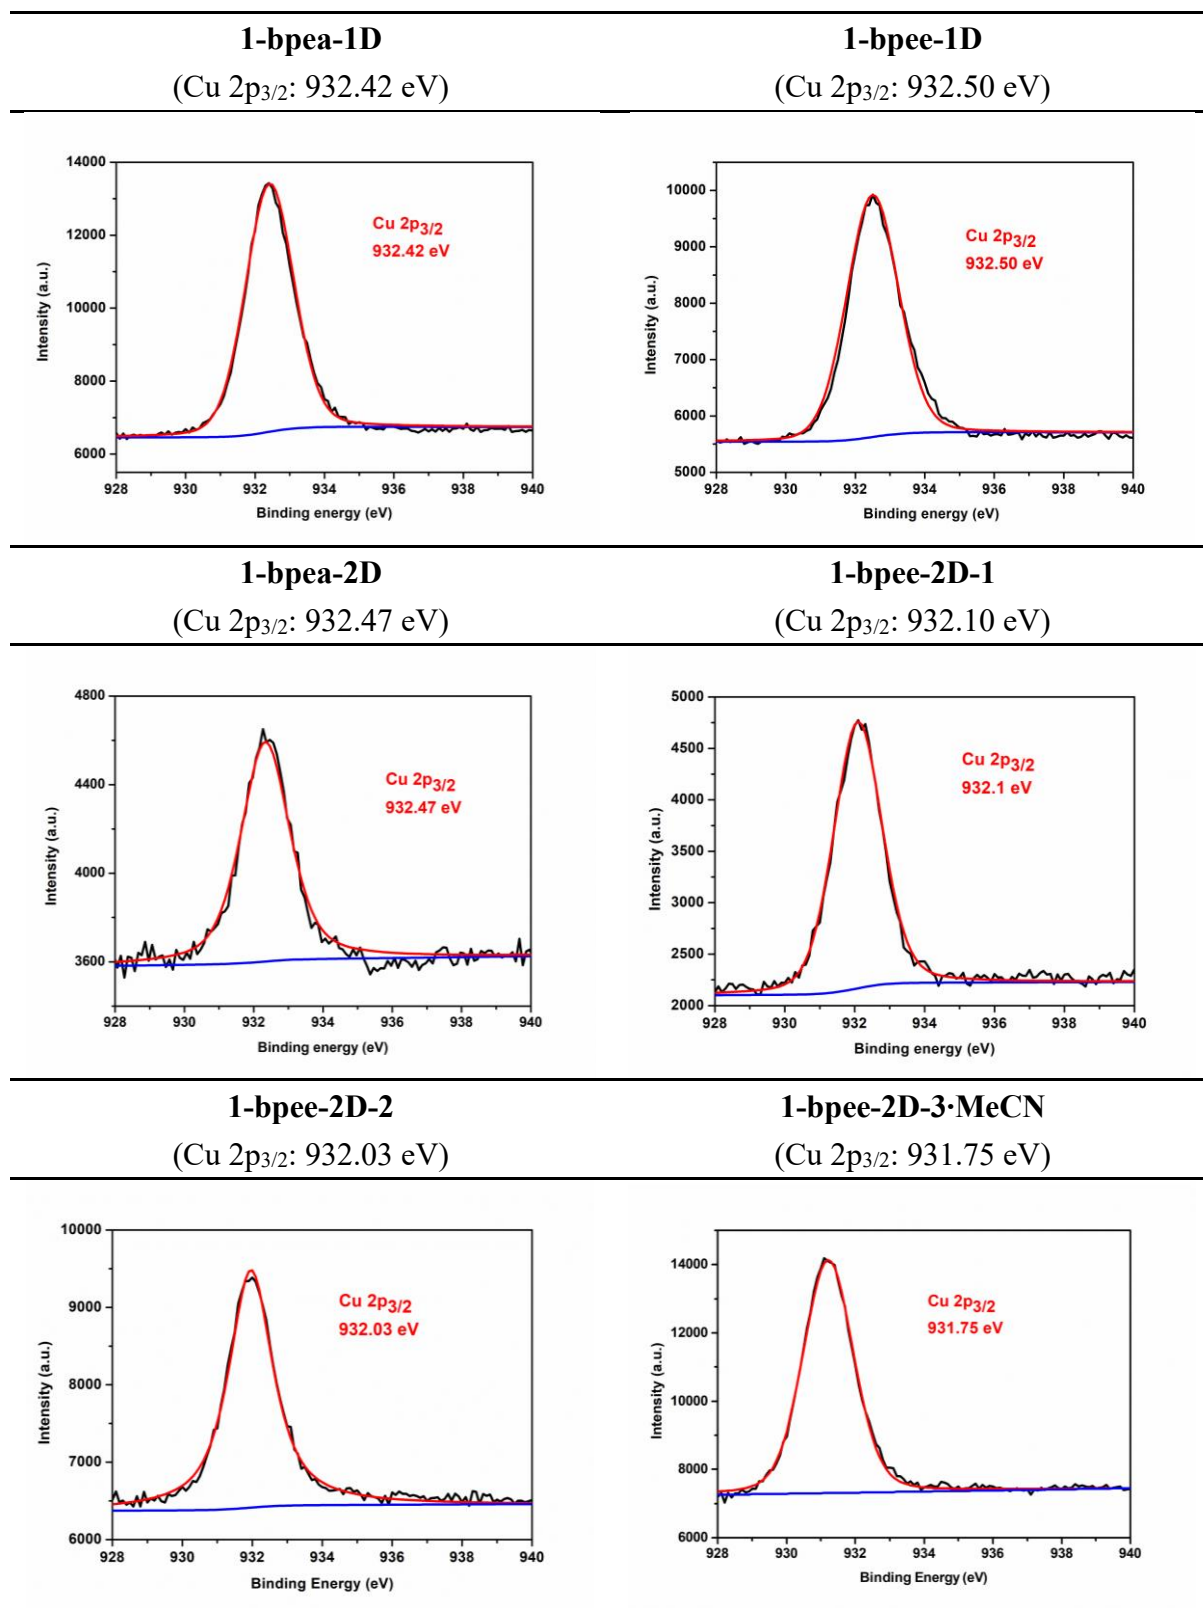 1-bpea-1D
(Cu 2p3/2: 932.42 eV)
1-bpee-1D
(Cu 2p3/2: 932.50 eV)
14000
12000
10000
8000
6000
Intensity (a.u.)
Cu 2p3/2
932.42 eV
928 930 932 934 936 938 940
Binding energy (eV)
10000
9000
8000
7000
6000
5000
Intensity (a.u.)
Cu 2p3/2
932.50 eV
928 930 932 934 936 938 940
Binding energy (eV)
1-bpea-2D
(Cu 2p3/2: 932.47 eV)
1-bpee-2D-1
(Cu 2p3/2: 932.10 eV)
4800
4400
4000
3600
Intensity (a.u.)
Cu 2p3/2
932.47 eV
928 930 932 934 936 938 940
Binding energy (eV)
5000
4500
4000
3500
3000
2500
2000
Intensity (a.u.)
Cu 2p3/2
932.1 eV
928 930 932 934 936 938 940
Binding energy (eV)
1-bpee-2D-2
(Cu 2p3/2: 932.03 eV)
1-bpee-2D-3·MeCN
(Cu 2p3/2: 931.75 eV)
10000
9000
8000
7000
6000
Intensity (a.u.)
Cu 2p3/2
932.03 eV
928 930 932 934 936 938 940
Binding Energy (eV)
14000
12000
10000
8000
6000
Intensity (a.u.)
Cu 2p3/2
931.75 eV
928 930 932 934 936 938 940
Binding Energy (eV)